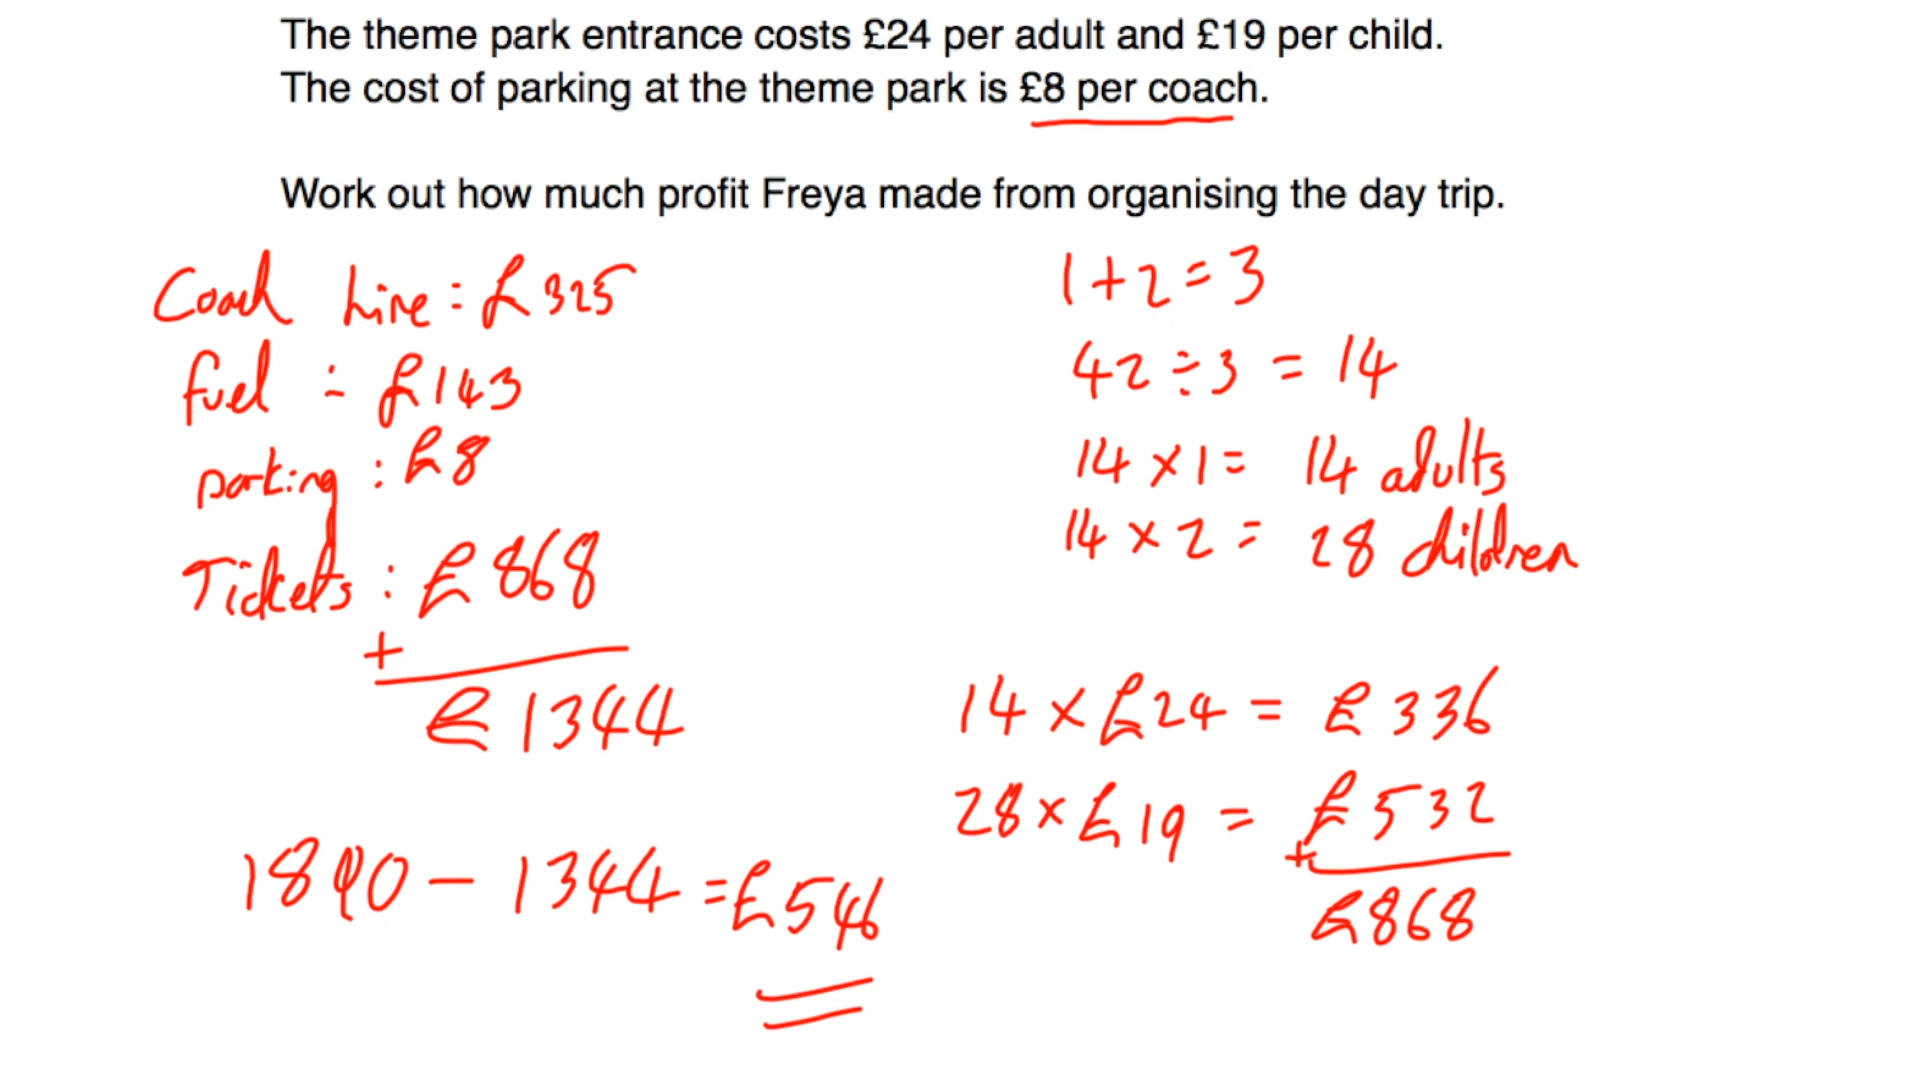 The theme park entrance costs £24 per adult and £19 per child.
The cost of parking at the theme park is £8 per coach.
Work out how much profit Freya made from organising the day trip.
Coach hire : £325
fuel : £143
parking : £8
Tickets : £868
+
£1344
1890 - 1344 = £546
1+2=3
42 ÷ 3 = 14
14 × 1 = 14 adults
14 × 2 = 28 children
14 × £24 = £336
28 × £19 = £532
+
£868